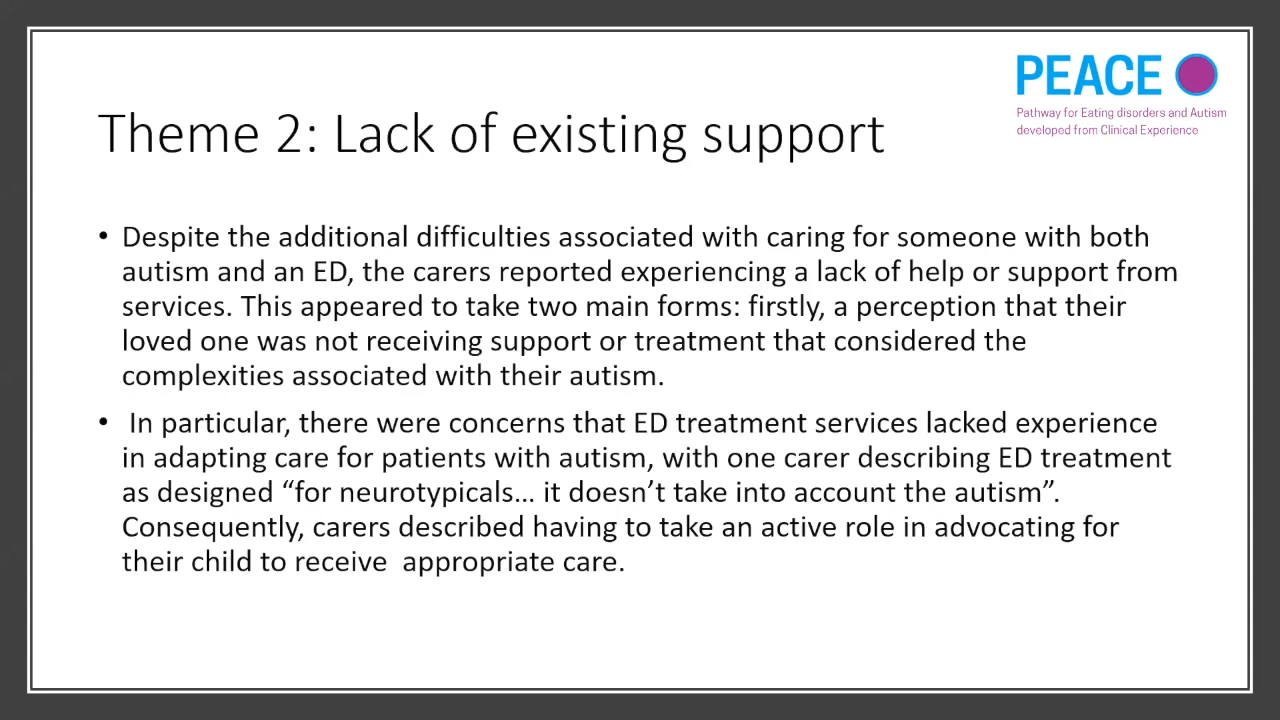 PEACE
Pathway for Eating disorders and Autism
developed from Clinical Experience
Theme 2: Lack of existing support
• Despite the additional difficulties associated with caring for someone with both
autism and an ED, the carers reported experiencing a lack of help or support from
services. This appeared to take two main forms: firstly, a perception that their
loved one was not receiving support or treatment that considered the
complexities associated with their autism.
• In particular, there were concerns that ED treatment services lacked experience
in adapting care for patients with autism, with one carer describing ED treatment
as designed “for neurotypicals... it doesn’t take into account the autism”.
Consequently, carers described having to take an active role in advocating for
their child to receive  appropriate care.